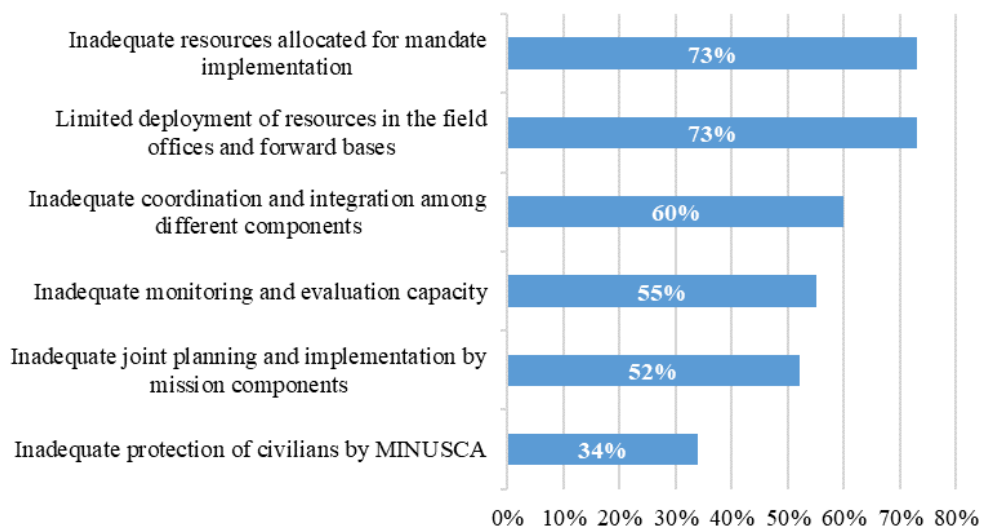 Inadequate resources allocated for mandate
implementation
73%
Limited deployment of resources in the field
offices and forward bases
73%
Inadequate coordination and integration among
different components
60%
Inadequate monitoring and evaluation capacity
55%
Inadequate joint planning and implementation by
mission components
52%
Inadequate protection of civilians by MINUSCA
34%
0% 10% 20% 30% 40% 50% 60% 70% 80%